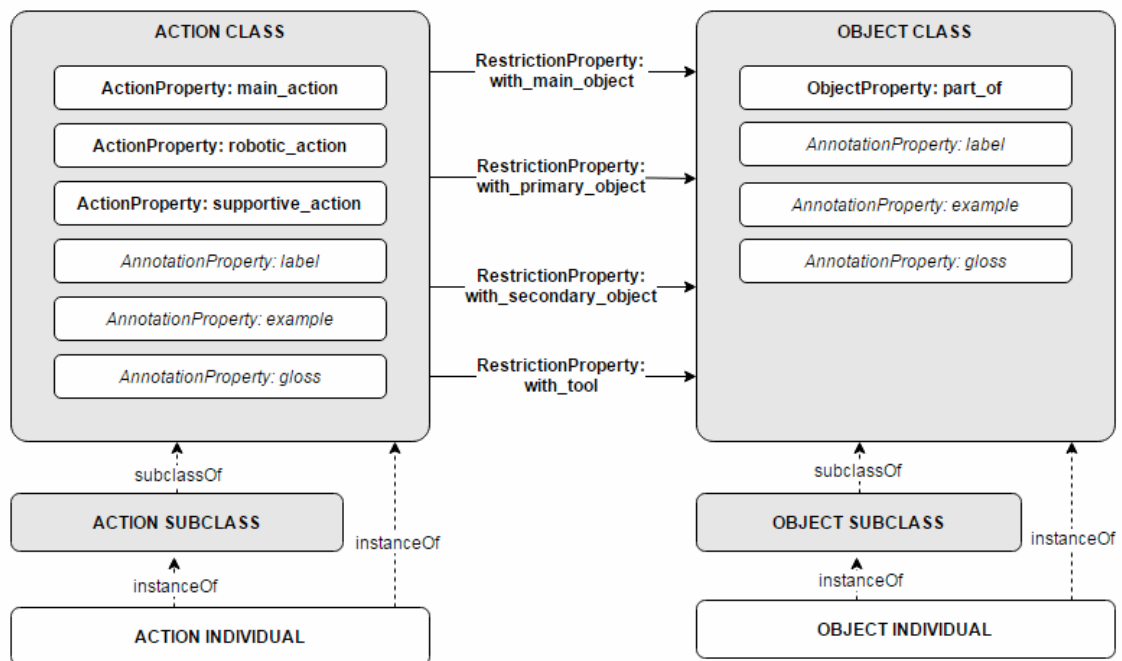 ACTION CLASS
ActionProperty: main_action
ActionProperty: robotic_action
ActionProperty: supportive_action
AnnotationProperty: label
AnnotationProperty: example
AnnotationProperty: gloss
RestrictionProperty:
with_main_object
RestrictionProperty:
with_primary_object
RestrictionProperty:
with_secondary_object
RestrictionProperty:
with_tool
OBJECT CLASS
ObjectProperty: part_of
AnnotationProperty: label
AnnotationProperty: example
AnnotationProperty: gloss
subclassOf
ACTION SUBCLASS
instanceOf
instanceOf
ACTION INDIVIDUAL
subclassOf
OBJECT SUBCLASS
instanceOf
instanceOf
OBJECT INDIVIDUAL